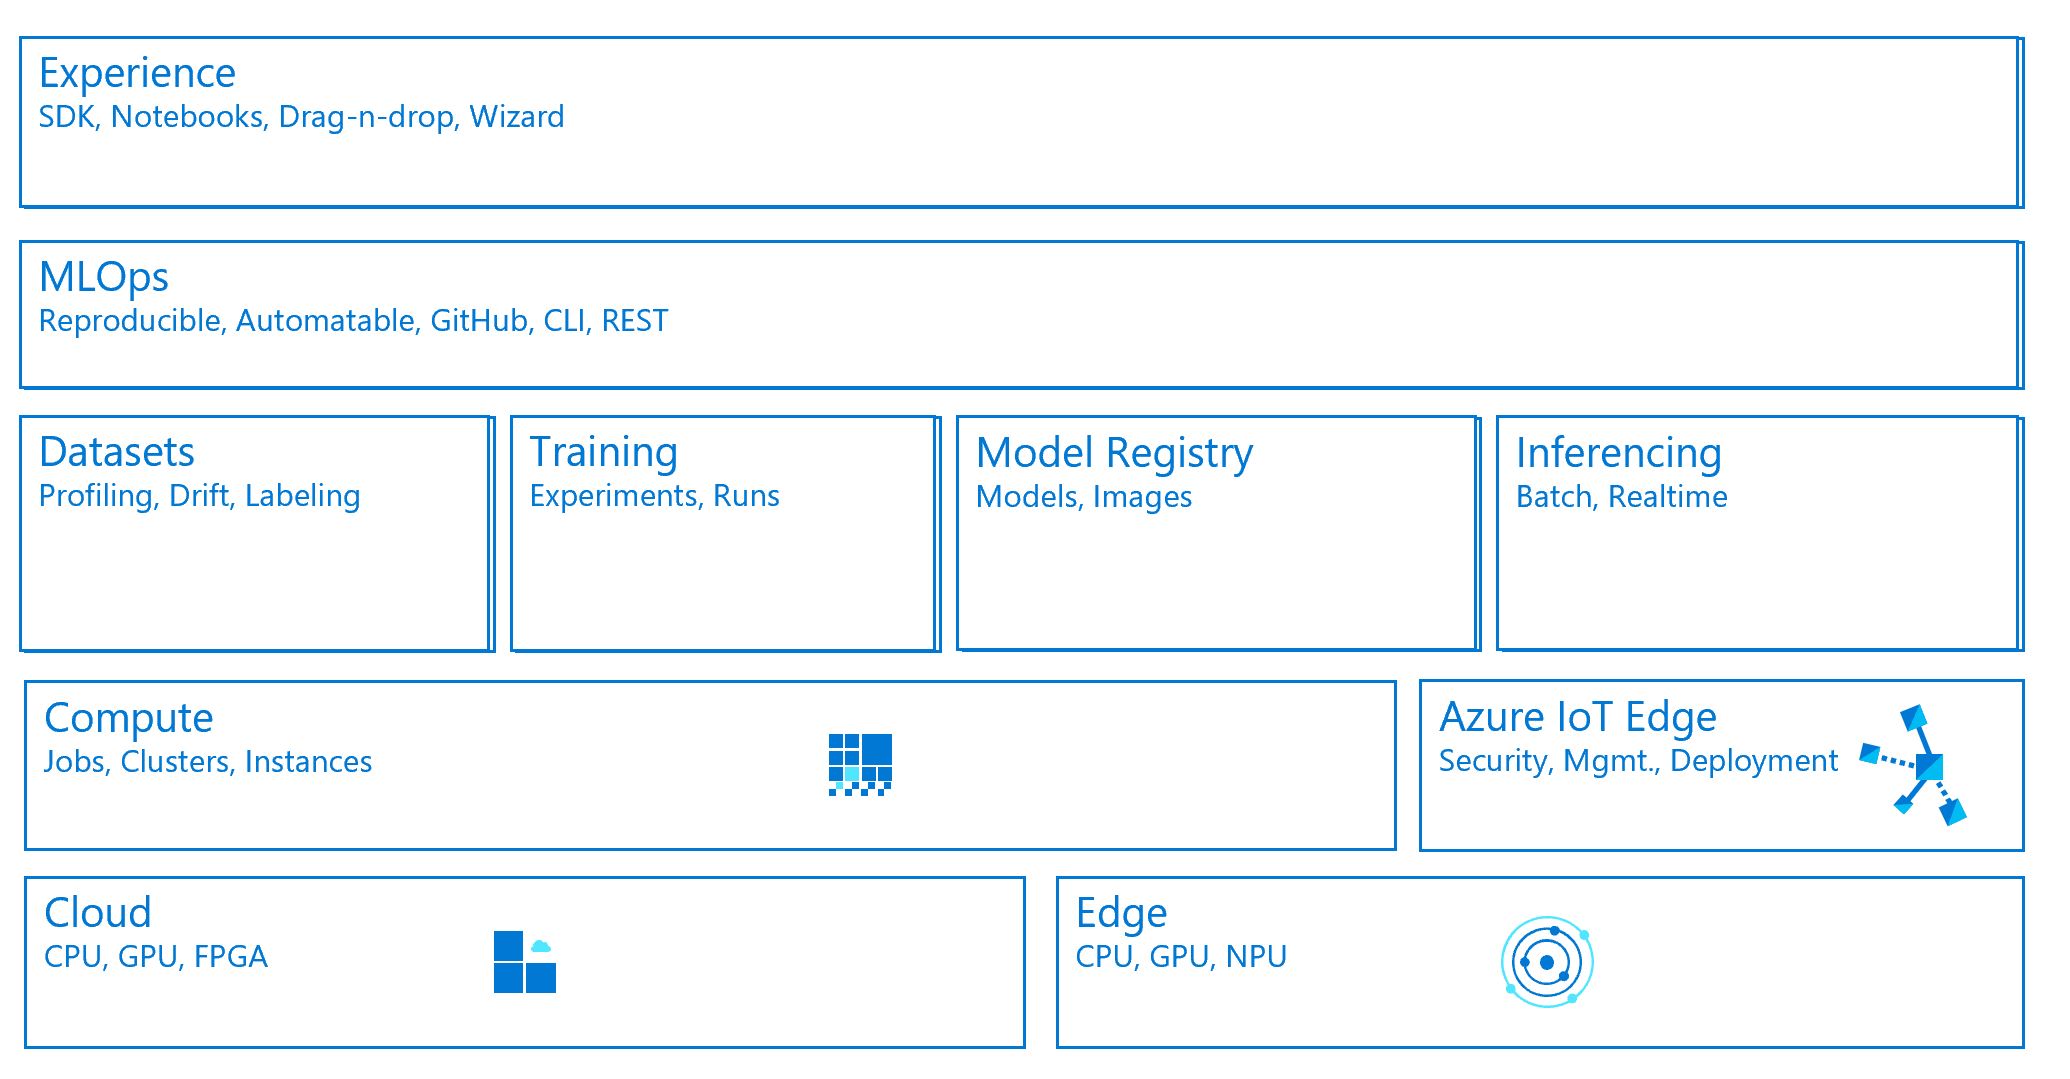 Experience
SDK, Notebooks, Drag-n-drop, Wizard
MLOps
Reproducible, Automatable, GitHub, CLI, REST
Datasets
Profiling, Drift, Labeling
Training
Experiments, Runs
Model Registry
Models, Images
Inferencing
Batch, Realtime
Compute
Jobs, Clusters, Instances
Azure IoT Edge
Security, Mgmt., Deployment
Cloud
CPU, GPU, FPGA
Edge
CPU, GPU, NPU